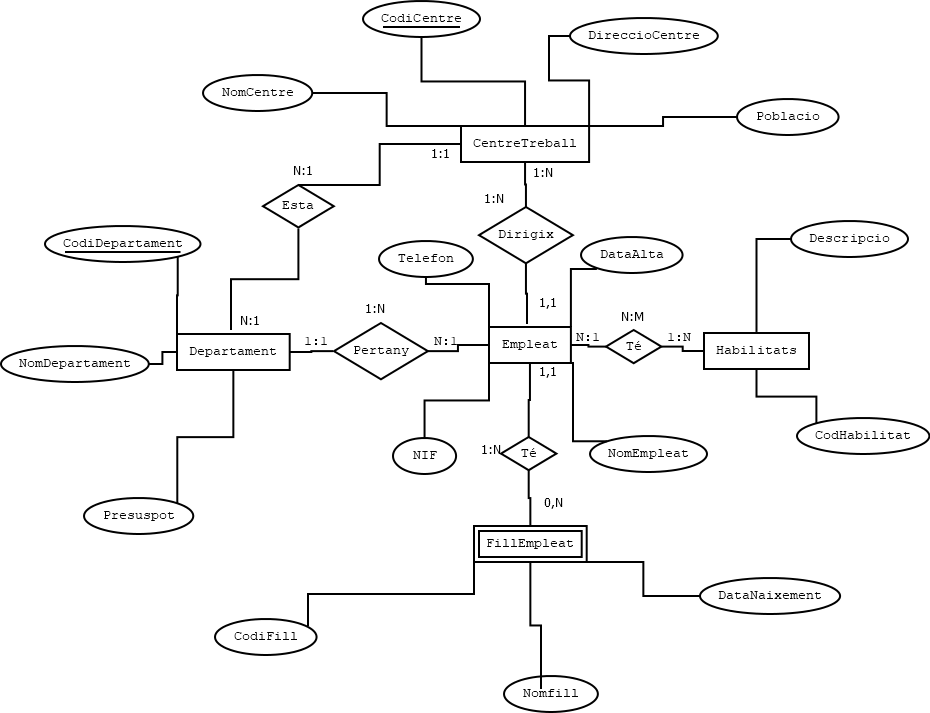 CodiCentre
DireccioCentre
NomCentre
Poblacio
CentreTreball
1:1
N:1
1:N
1:N
Esta
Dirigix
CodiDepartament
Descripcio
Telefon
DataAlta
1,1
1:N
N:M
N:1
Departament
1:1
Pertany
N:1
Empleat
N:1
Té
1:N
Habilitats
NomDepartament
1,1
CodHabilitat
NIF
1:N
Té
NomEmpleat
0,N
Presuspot
FillEmpleat
DataNaixement
CodiFill
Nomfill